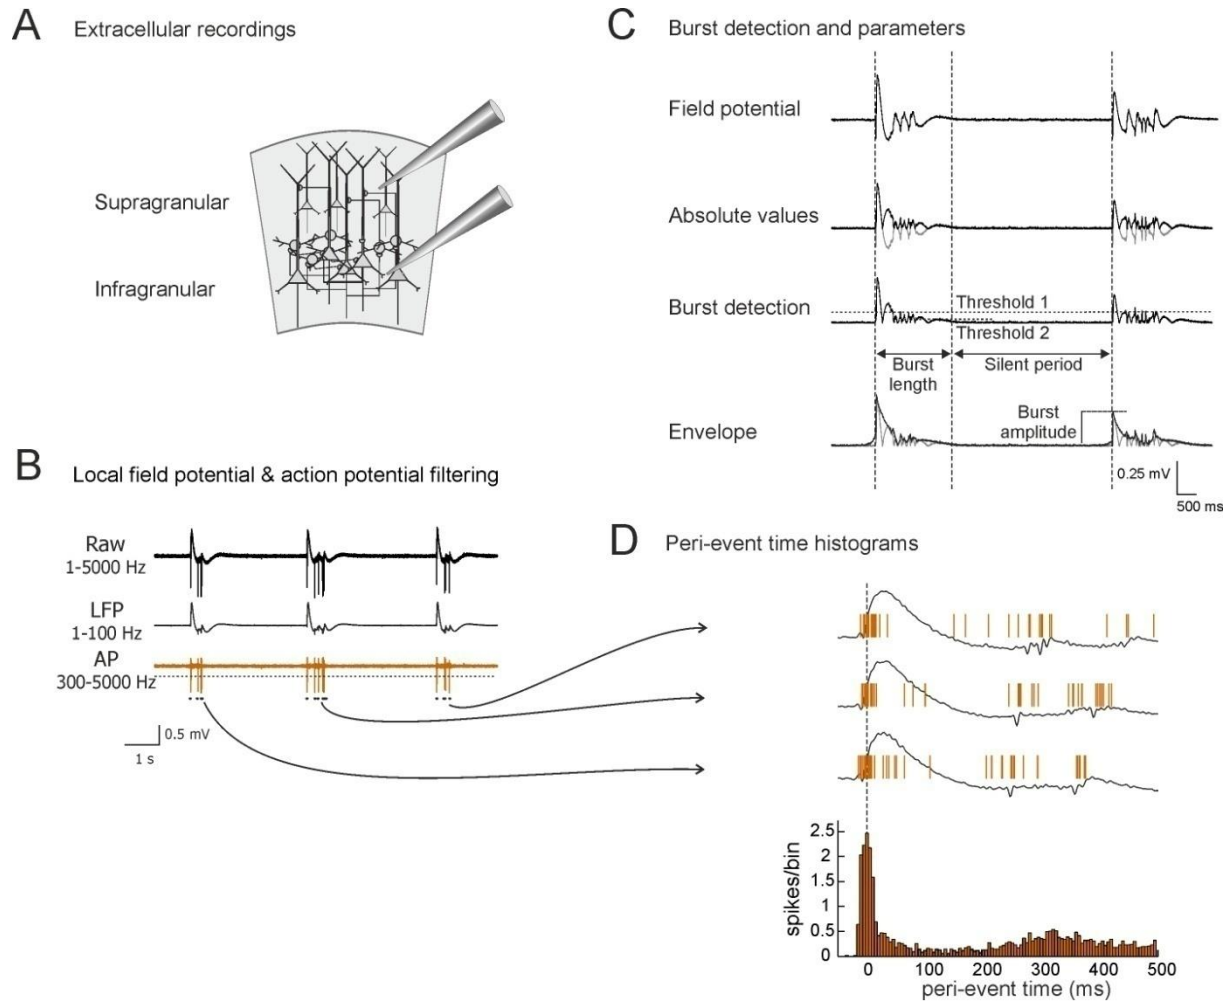 A Extracellular recordings
Supragranular
Infragranular
B Local field potential & action potential filtering
Raw
1-5000 Hz
LFP
1-100 Hz
AP
300-5000 Hz
0.5 mV
1 s
C Burst detection and parameters
Field potential
Absolute values
Burst detection
Threshold 1
Threshold 2
Burst
length
Silent period
Envelope
Burst
amplitude
0.25 mV
500 ms
D Peri-event time histograms
spikes/bin
2.5
2
1.5
1
0.5
0
0 100 200 300 400 500
peri-event time (ms)